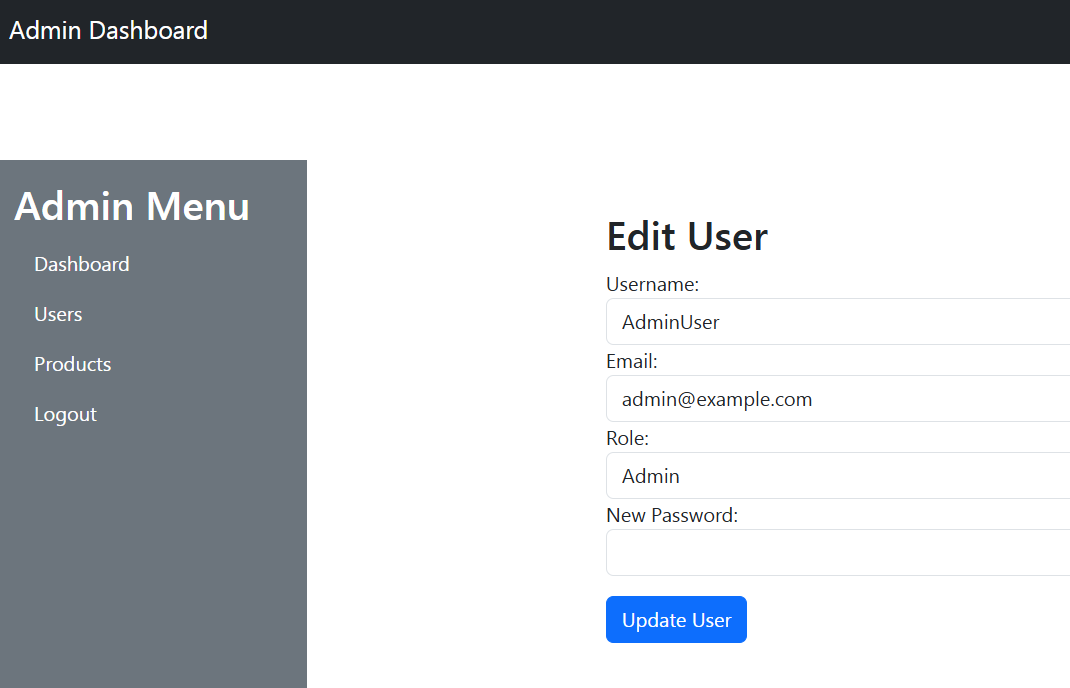 Admin Dashboard
Admin Menu
Dashboard
Users
Products
Logout
Edit User
Username:
AdminUser
Email:
admin@example.com
Role:
Admin
New Password:
Update User